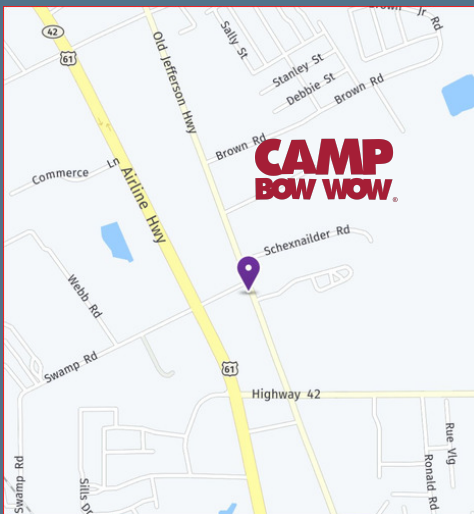 Brown Jr Rd
42
61
Old Jefferson Hwy
Sally St
Stanley St
Debbie St
Brown Rd
Brown Rd
CAMP
BOW WOW®
Commerce Ln
Airline Hwy
Schexnailder Rd
Webb Rd
Swamp Rd
61
Highway 42
Swamp Rd
Sills Dr
Ronald Rd
Rue Vlg